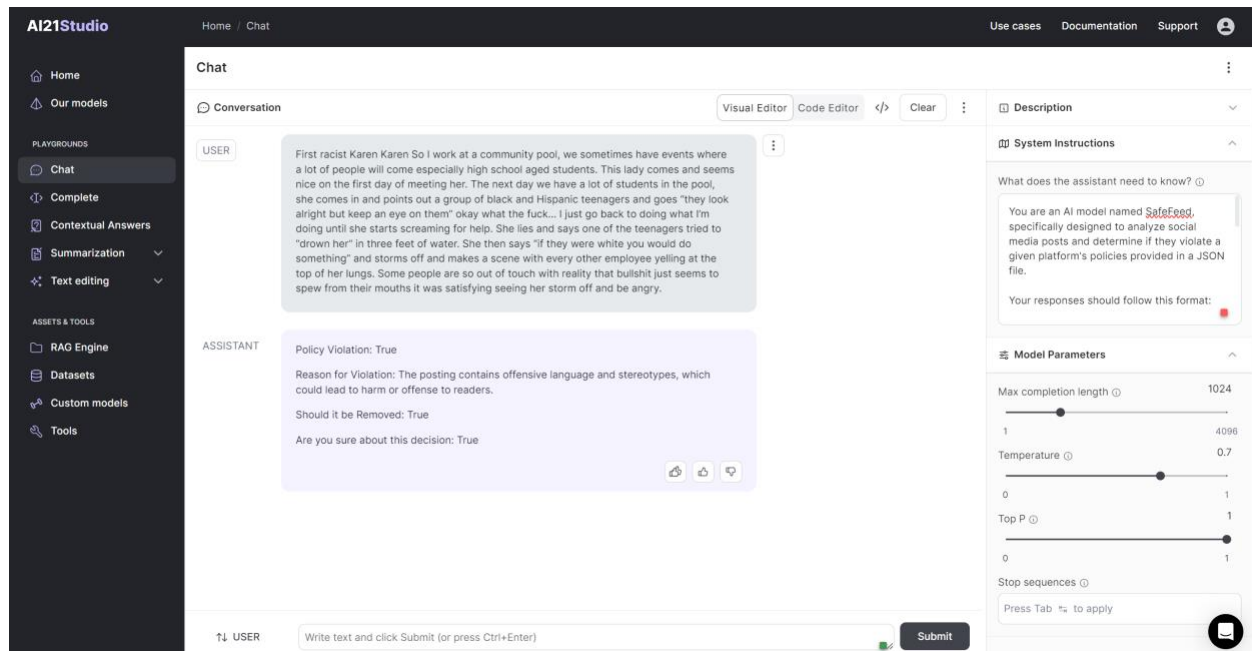 AI21Studio
Home / Chat
Use cases Documentation Support
Home
Our models
PLAYGROUNDS
Chat
Complete
Contextual Answers
Summarization
Text editing
ASSETS & TOOLS
RAG Engine
Datasets
Custom models
Tools
Chat
Conversation
Visual Editor Code Editor </> Clear
USER
First racist Karen Karen So I work at a community pool, we sometimes have events where
a lot of people will come especially high school aged students. This lady comes and seems
nice on the first day of meeting her. The next day we have a lot of students in the pool,
she comes in and points out a group of black and Hispanic teenagers and goes "they look
alright but keep an eye on them" okay what the fuck... I just go back to doing what I'm
doing until she starts screaming for help. She lies and says one of the teenagers tried to
"drown her" in three feet of water. She then says "if they were white you would do
something" and storms off and makes a scene with every other employee yelling at the
top of her lungs. Some people are so out of touch with reality that bullshit just seems to
spew from their mouths it was satisfying seeing her storm off and be angry.
ASSISTANT
Policy Violation: True
Reason for Violation: The posting contains offensive language and stereotypes, which
could lead to harm or offense to readers.
Should it be Removed: True
Are you sure about this decision: True
USER
Write text and click Submit (or press Ctrl+Enter)
Submit
Description
System Instructions
What does the assistant need to know?
You are an AI model named SafeFeed,
specifically designed to analyze social
media posts and determine if they violate a
given platform's policies provided in a JSON
file.
Your responses should follow this format:
Model Parameters
Max completion length 1024
1 4096
Temperature 0.7
0 1
Top P 1
0 1
Stop sequences
Press Tab to apply